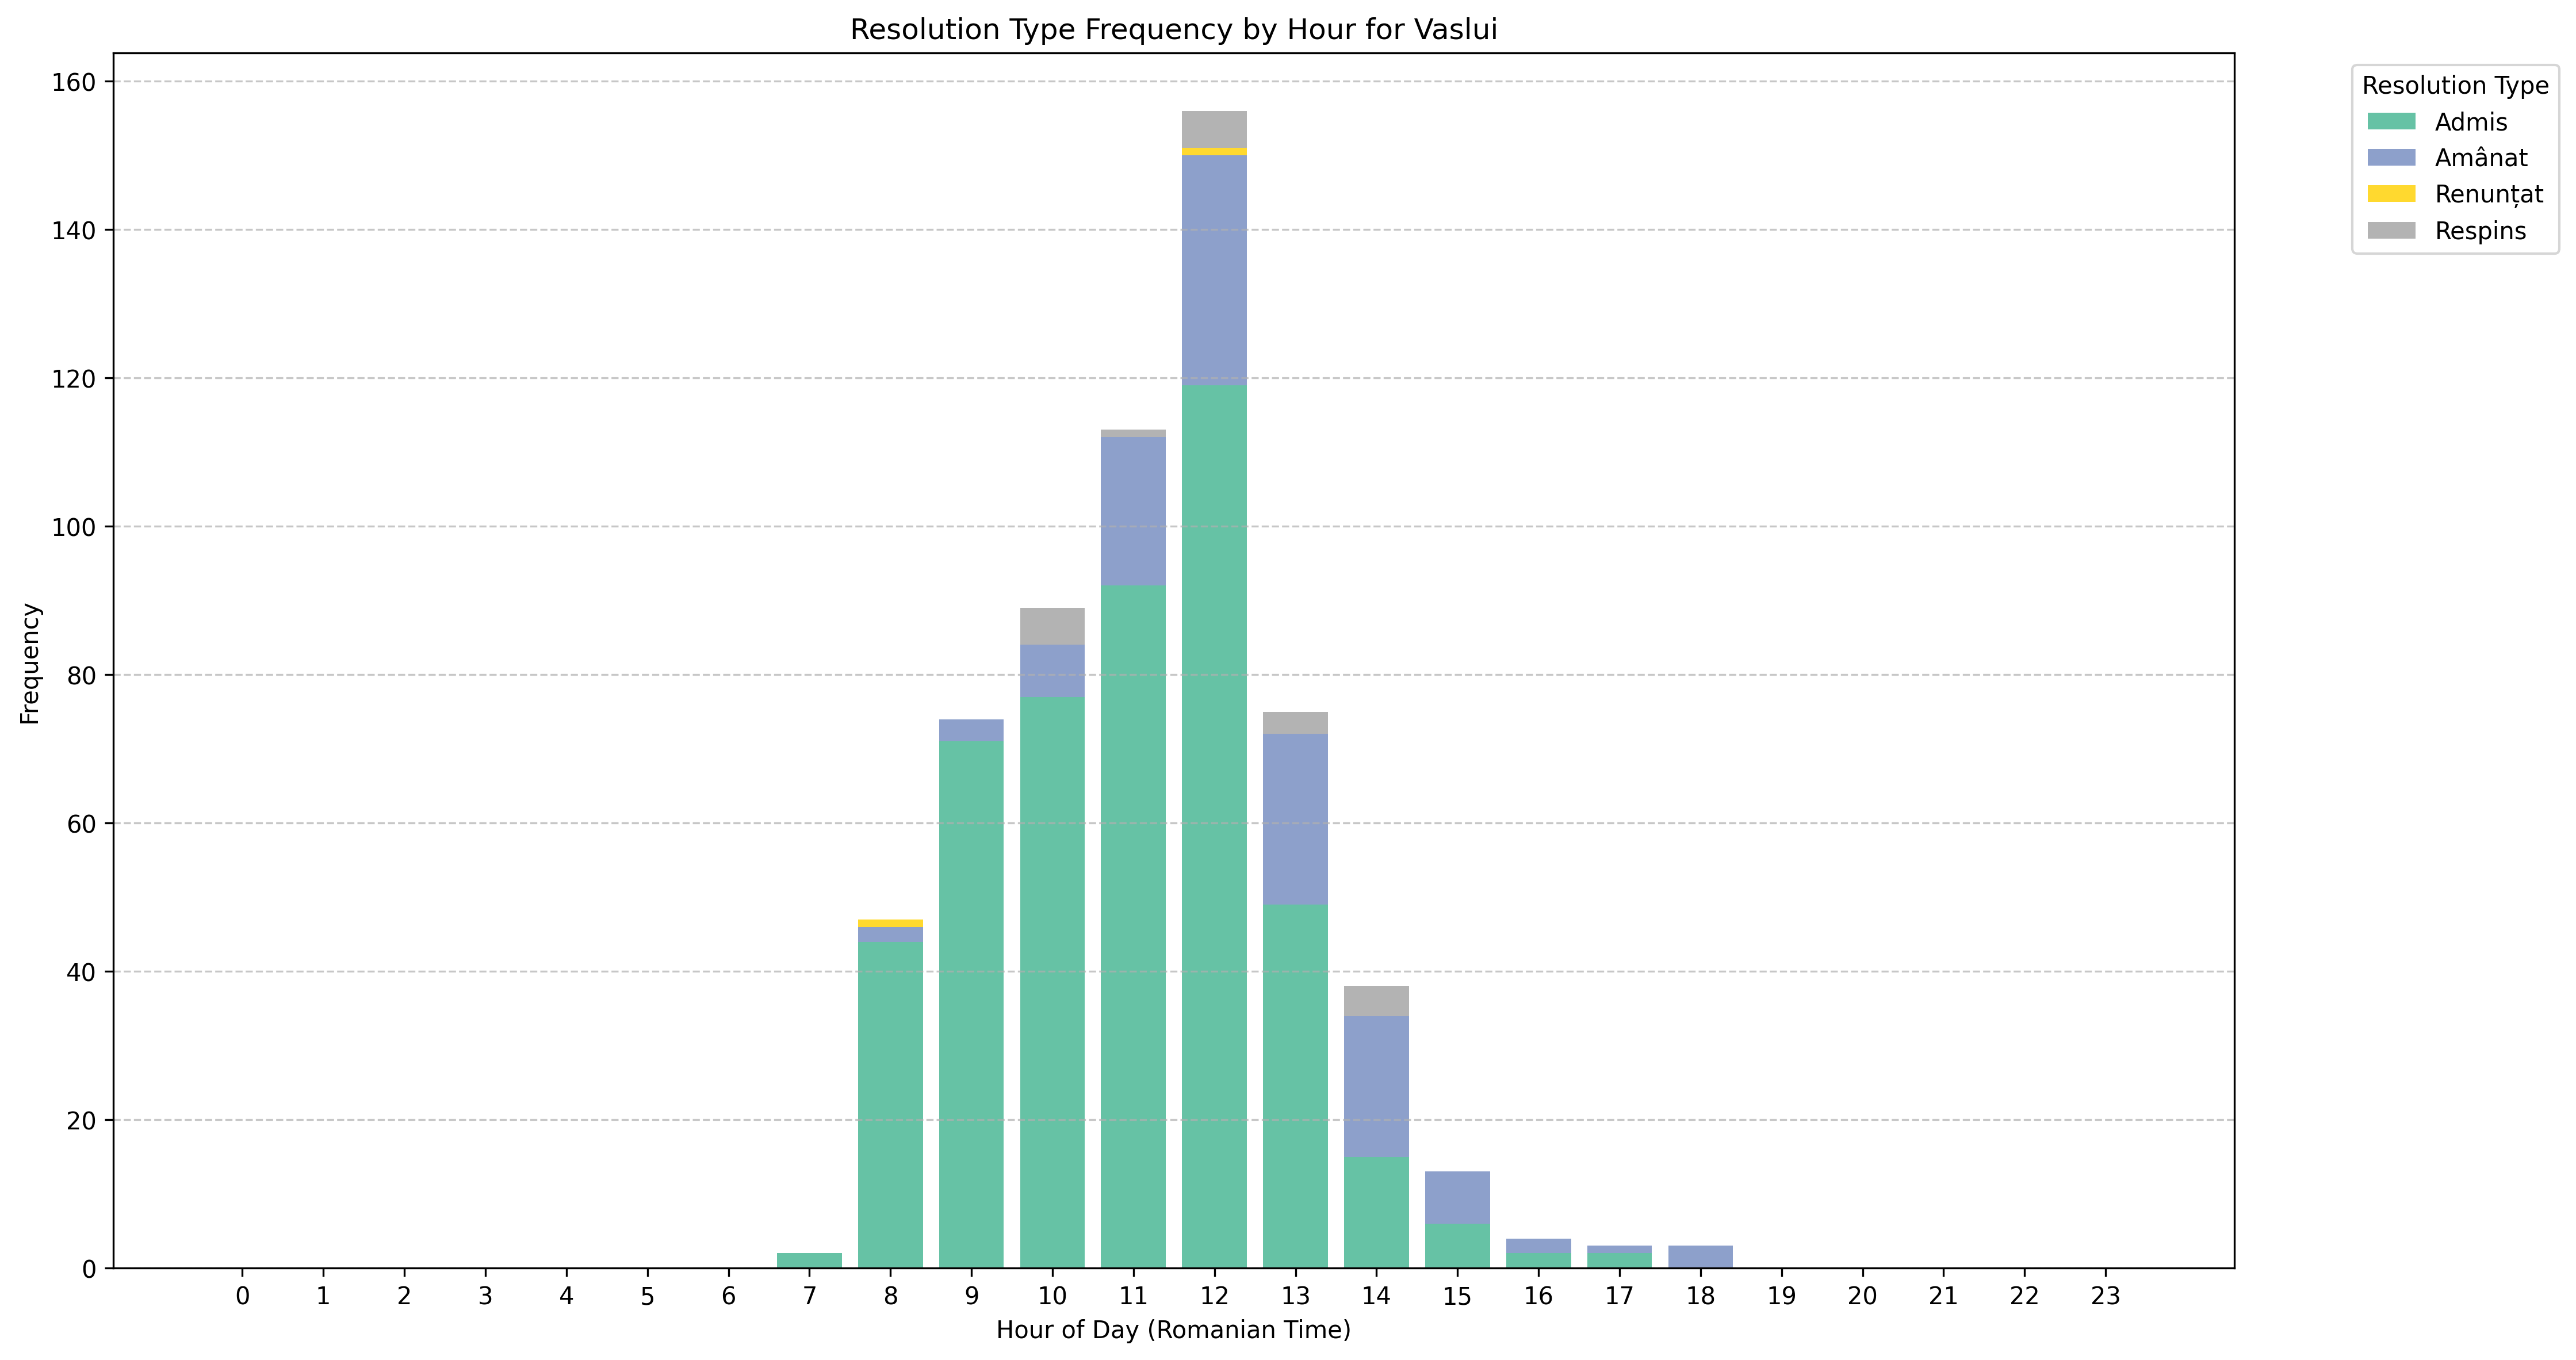 Resolution Type Frequency by Hour for Vaslui
Resolution Type
Admis
Amânat
Renunțat
Respins
Frequency
160
140
120
100
80
60
40
20
0
0 1 2 3 4 5 6 7 8 9 10 11 12 13 14 15 16 17 18 19 20 21 22 23
Hour of Day (Romanian Time)